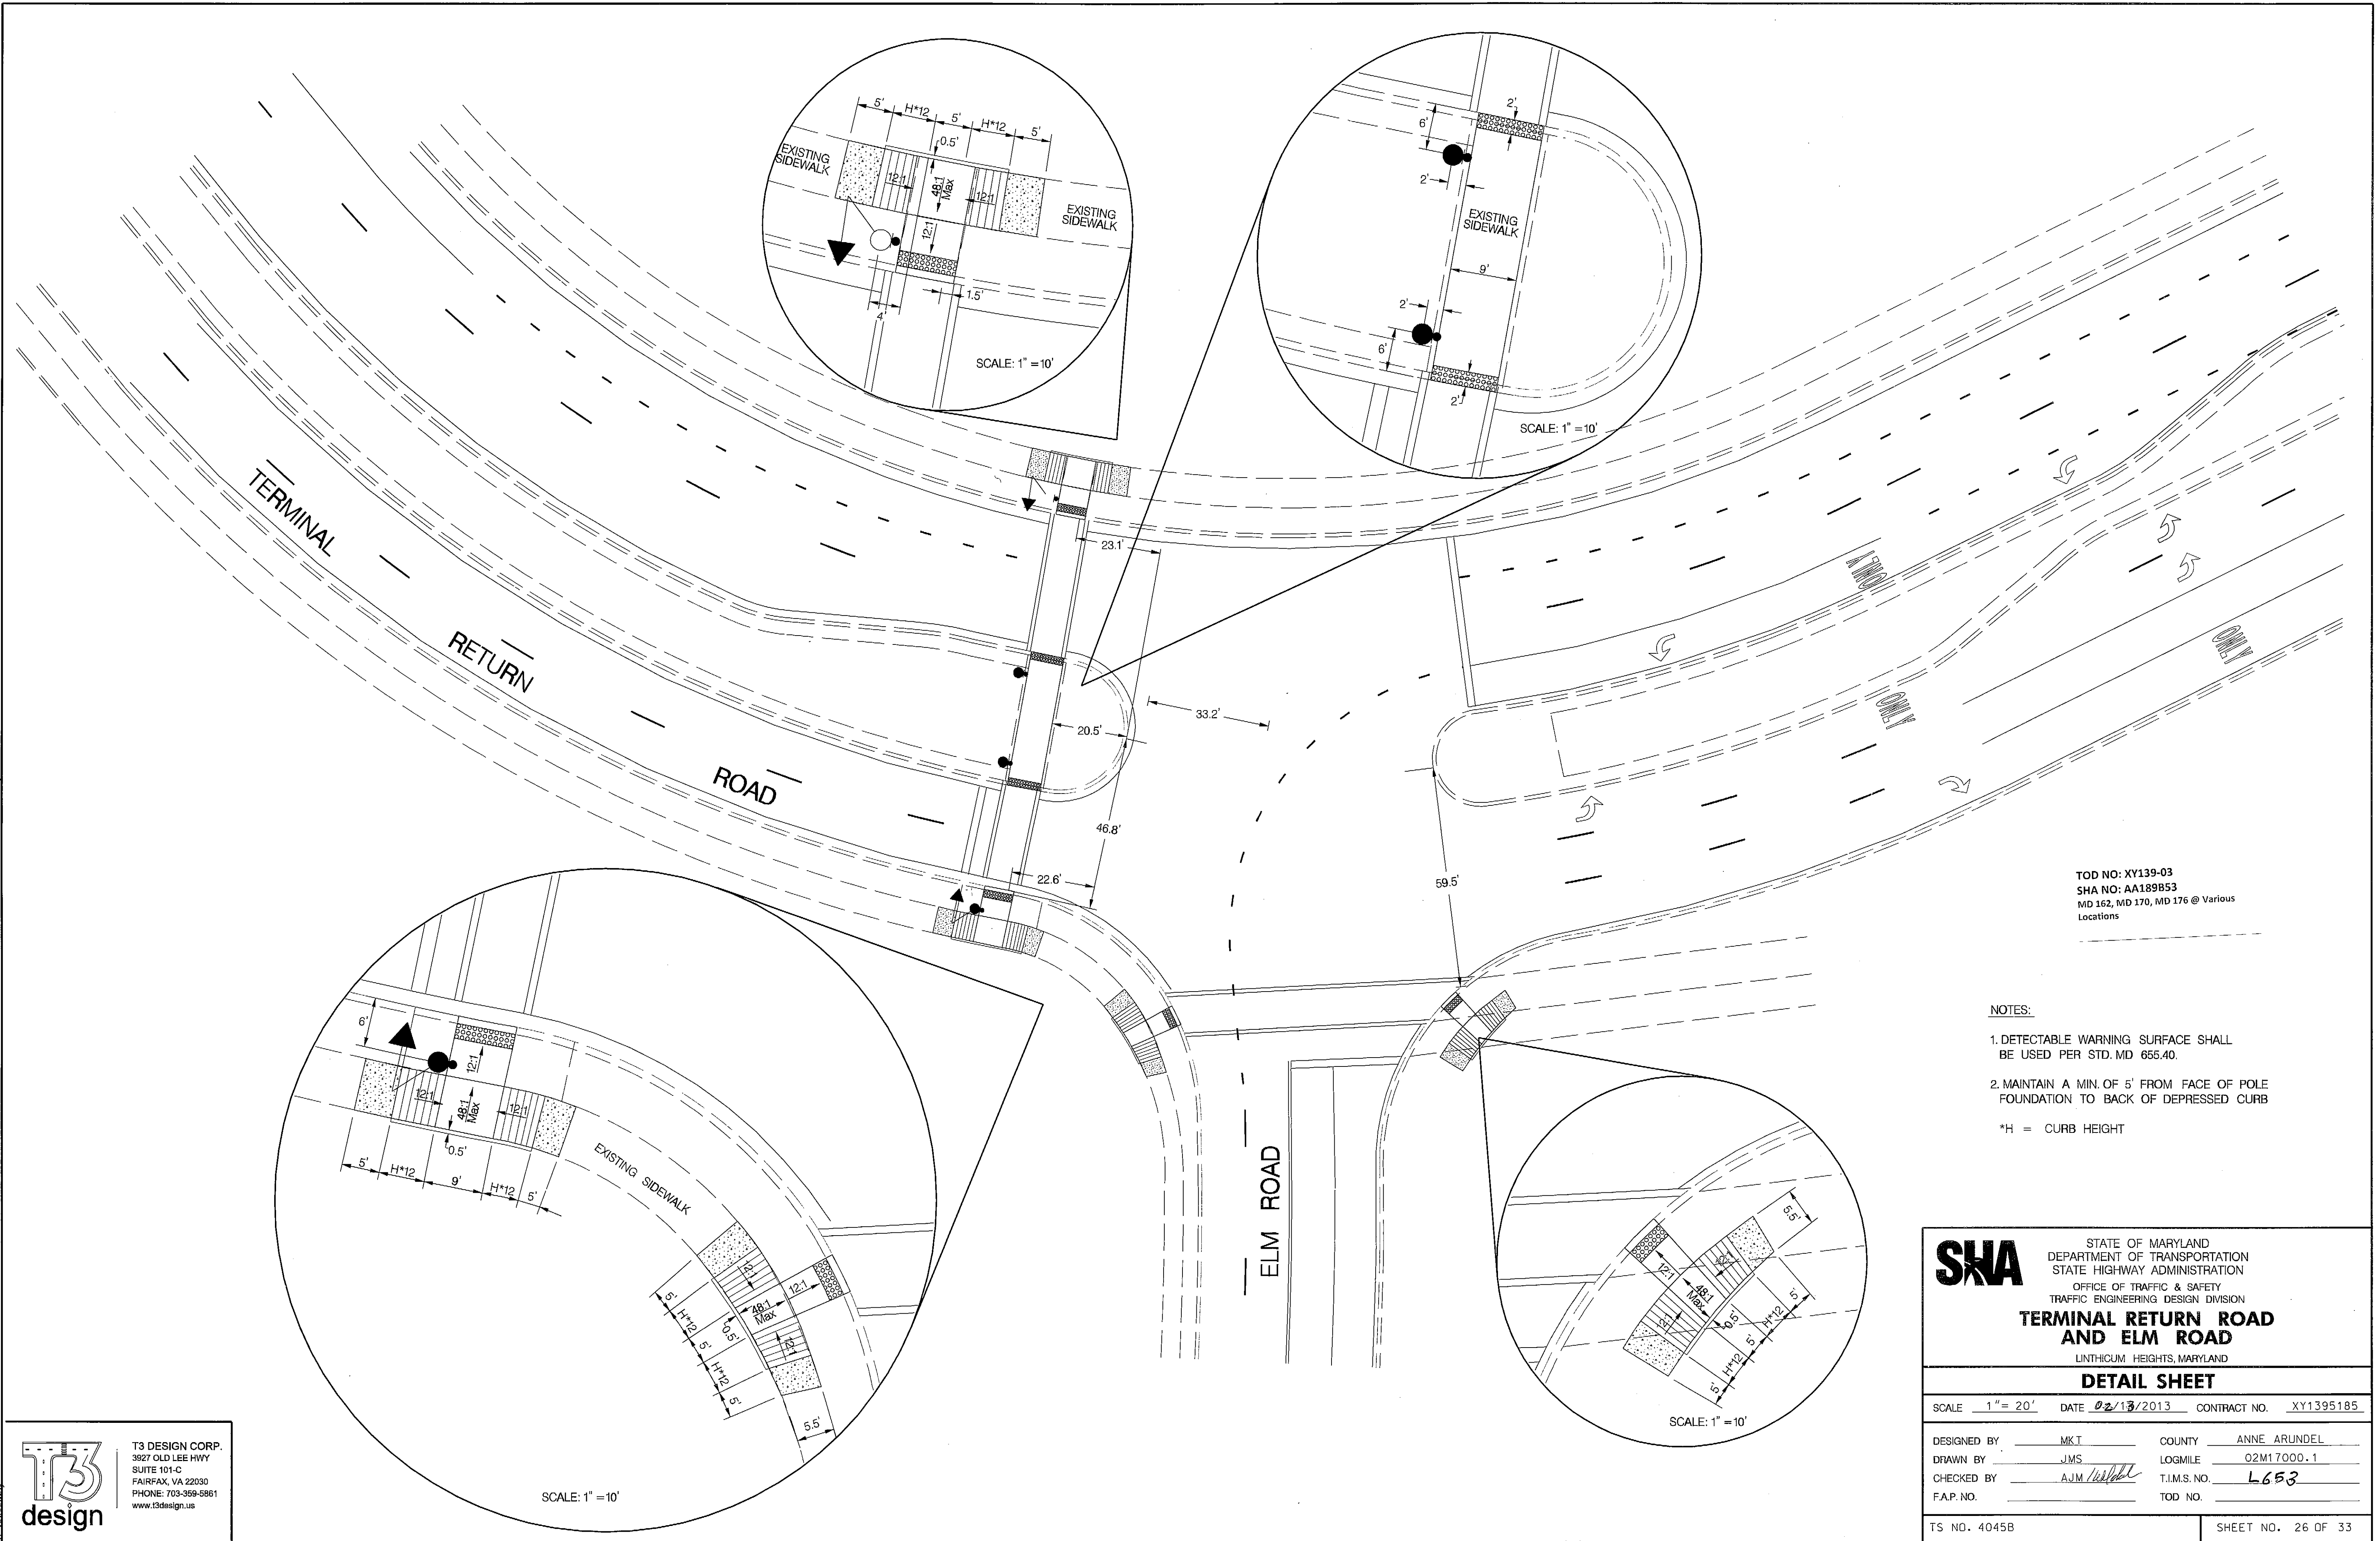 5'
H*12
5'
H*12
5'
0.5'
EXISTING
SIDEWALK
12:1
48:1
Max
12:1
EXISTING
SIDEWALK
12:1
1.5'
4'
SCALE: 1" =10'
2'
6'
2'
EXISTING
SIDEWALK
9'
2'
6'
2'
SCALE: 1" =10'
TERMINAL
RETURN
ROAD
23.1'
33.2'
20.5'
46.8'
22.6'
59.5'
ONLY
ONLY
ONLY
ELM ROAD
6'
12:1
12:1
48:1
Max
12:1
0.5'
5'
H*12
9'
H*12
5'
EXISTING SIDEWALK
12:1
12:1
48:1
Max
12:1
0.5'
5'
H*12
5'
H*12
5'
5.5'
SCALE: 1" =10'
5.5'
12:1
12:1
48:1
Max
12:1
0.5'
5'
H*12
5'
H*12
5'
SCALE: 1" =10'
TOD NO: XY139-03
SHA NO: AA189B53
MD 162, MD 170, MD 176 @ Various
Locations
NOTES:
1. DETECTABLE WARNING SURFACE SHALL
BE USED PER STD. MD 655.40.
2. MAINTAIN A MIN. OF 5' FROM FACE OF POLE
FOUNDATION TO BACK OF DEPRESSED CURB
*H = CURB HEIGHT
SHA
STATE OF MARYLAND
DEPARTMENT OF TRANSPORTATION
STATE HIGHWAY ADMINISTRATION
OFFICE OF TRAFFIC & SAFETY
TRAFFIC ENGINEERING DESIGN DIVISION
TERMINAL RETURN ROAD
AND ELM ROAD
LINTHICUM HEIGHTS, MARYLAND
DETAIL SHEET
SCALE 1"= 20' DATE 02/13/2013 CONTRACT NO. XY1395185
DESIGNED BY MKT COUNTY ANNE ARUNDEL
DRAWN BY JMS LOGMILE 02M17000.1
CHECKED BY AJM T.I.M.S. NO. L653
F.A.P. NO. TOD NO.
TS NO. 4045B SHEET NO. 26 OF 33
T3
design
T3 DESIGN CORP.
3927 OLD LEE HWY
SUITE 101-C
FAIRFAX, VA 22030
PHONE: 703-359-5861
www.t3design.us